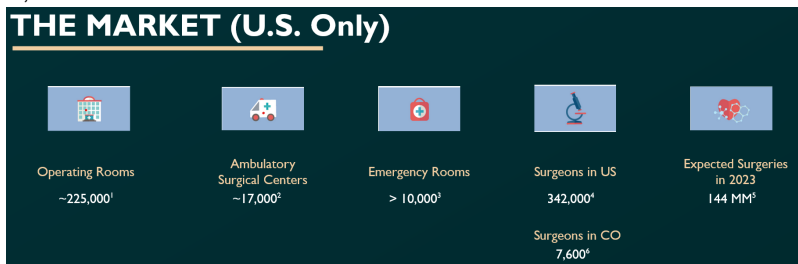 THE MARKET (U.S. Only)
Operating Rooms
~225,000¹
Ambulatory
Surgical Centers
~17,000²
Emergency Rooms
> 10,000³
Surgeons in US
342,000⁴
Surgeons in CO
7,600⁶
Expected Surgeries
in 2023
144 MM⁵